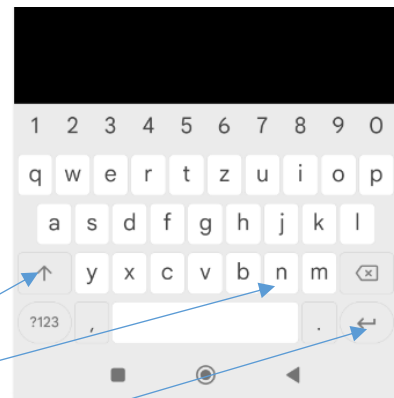 1 2 3 4 5 6 7 8 9 0
q w e r t z u i o p
a s d f g h j k l
y x c v b n m
?123 , .